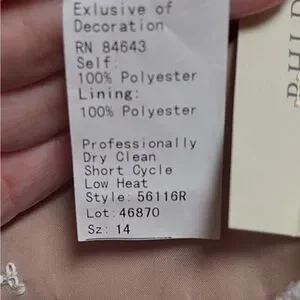 Exlusive of
Decoration
RN 84643
Self:
100% Polyester
Lining:
100% Polyester
Professionally
Dry Clean
Short Cycle
Low Heat
Style: 56116R
Lot: 46870
Sz: 14